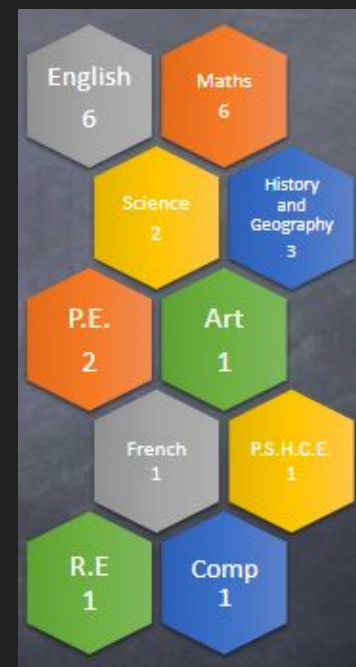 English
6
Maths
6
Science
2
History
and
Geography
3
P.E.
2
Art
1
French
1
P.S.H.C.E.
1
R.E
1
Comp
1